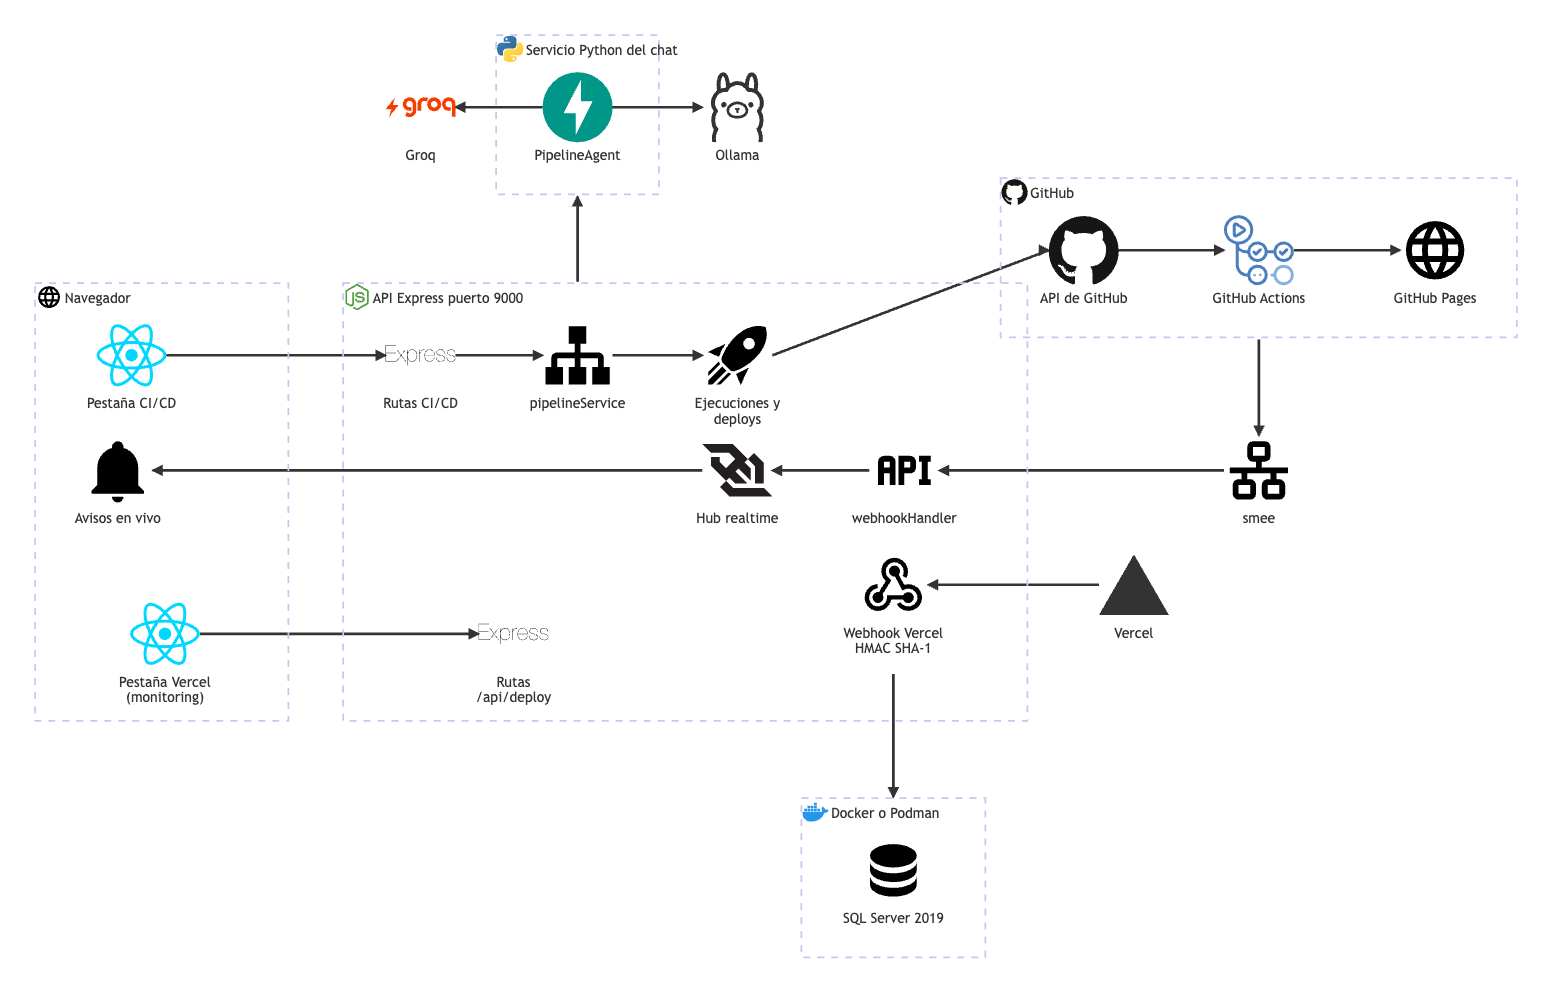 Servicio Python del chat
groq
Groq
PipelineAgent
Ollama
GitHub
API de GitHub
GitHub Actions
GitHub Pages
Navegador
JS
API Express puerto 9000
Express
Pestaña CI/CD
Rutas CI/CD
pipelineService
Ejecuciones y
deploys
API
Avisos en vivo
Hub realtime
webhookHandler
smee
Express
Webhook Vercel
HMAC SHA-1
Vercel
Pestaña Vercel
(monitoring)
Rutas
/api/deploy
Docker o Podman
SQL Server 2019